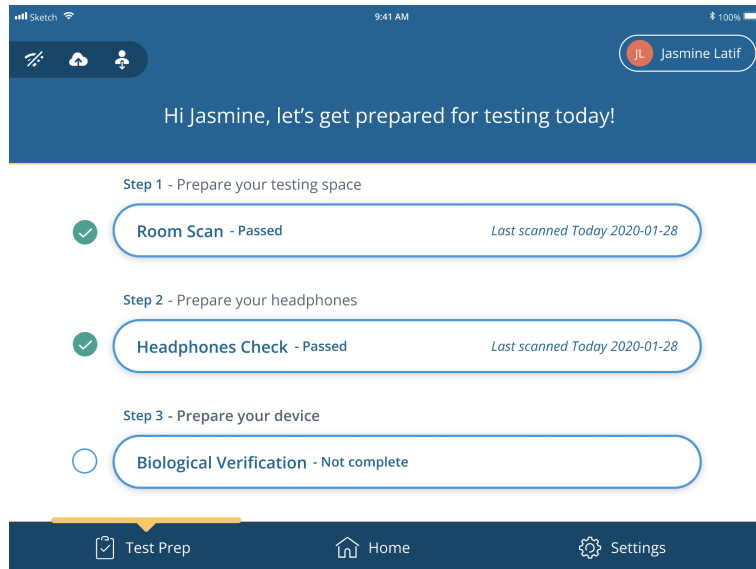 Sketch 9:41 AM 100%
JL Jasmine Latif
Hi Jasmine, let's get prepared for testing today!
Step 1 - Prepare your testing space
Room Scan - Passed Last scanned Today 2020-01-28
Step 2 - Prepare your headphones
Headphones Check - Passed Last scanned Today 2020-01-28
Step 3 - Prepare your device
Biological Verification - Not complete
Test Prep Home Settings